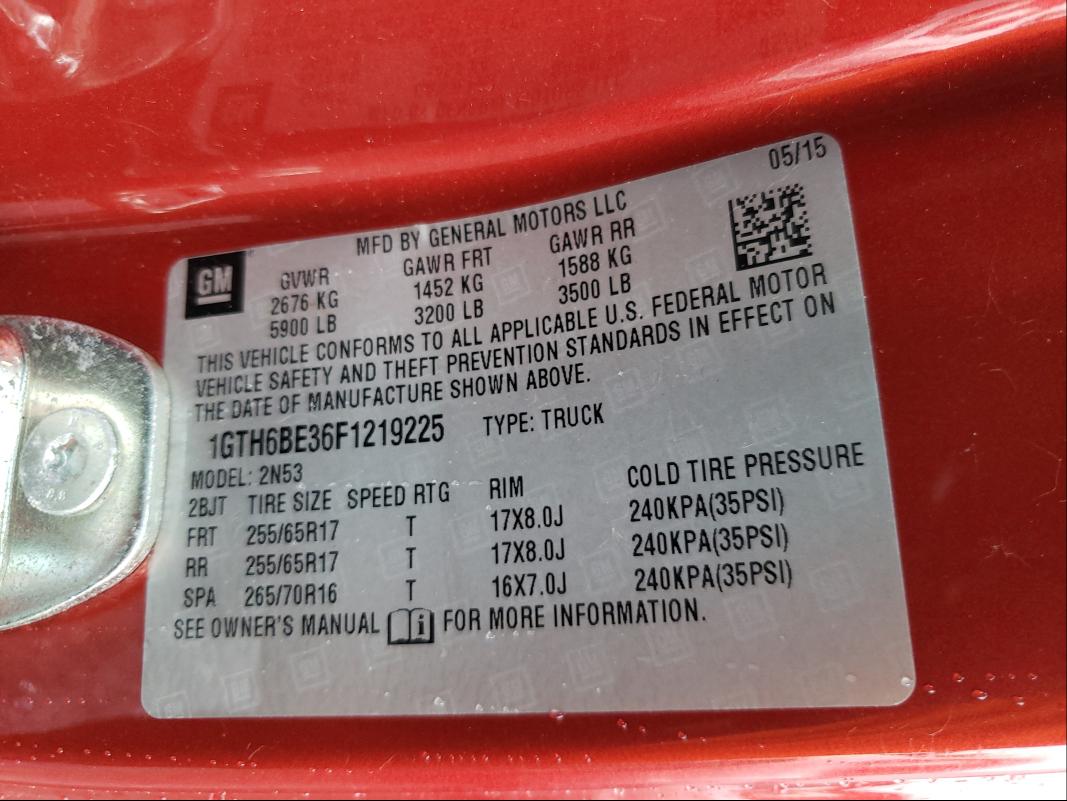 05/15
MFD BY GENERAL MOTORS LLC
GM
GVWR GAWR FRT GAWR RR
2676 KG 1452 KG 1588 KG
5900 LB 3200 LB 3500 LB
THIS VEHICLE CONFORMS TO ALL APPLICABLE U.S. FEDERAL MOTOR
VEHICLE SAFETY AND THEFT PREVENTION STANDARDS IN EFFECT ON
THE DATE OF MANUFACTURE SHOWN ABOVE.
1GTH6BE36F1219225 TYPE: TRUCK
MODEL: 2N53
2BJT TIRE SIZE SPEED RTG RIM COLD TIRE PRESSURE
FRT 255/65R17 T 17X8.0J 240KPA(35PSI)
RR 255/65R17 T 17X8.0J 240KPA(35PSI)
SPA 265/70R16 T 16X7.0J 240KPA(35PSI)
SEE OWNER'S MANUAL i FOR MORE INFORMATION.